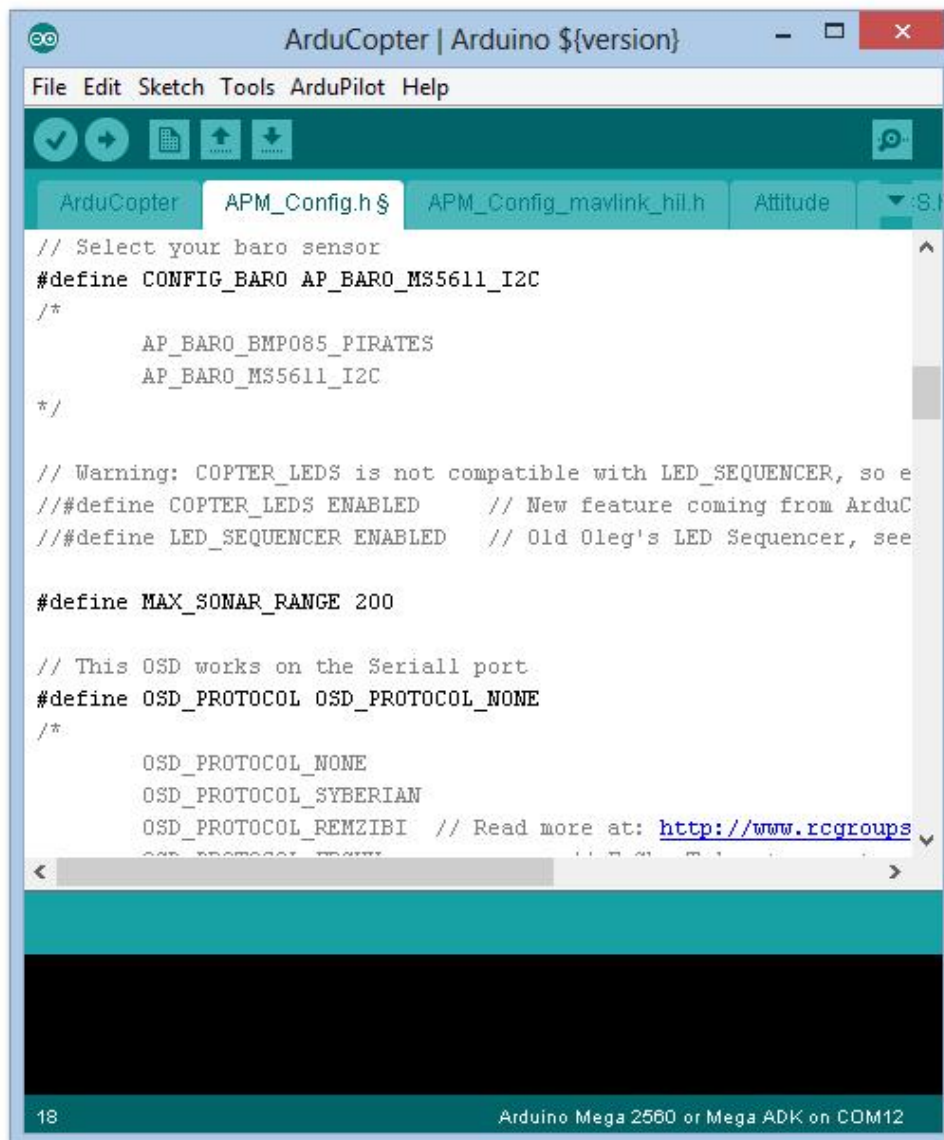 ArduCopter | Arduino ${version}
File Edit Sketch Tools ArduPilot Help
ArduCopter APM_Config.h § APM_Config_mavlink_hil.h Attitude
// Select your baro sensor
#define CONFIG_BARO AP_BARO_MS5611_I2C
/*
AP_BARO_BMP085_PIRATES
AP_BARO_MS5611_I2C
*/
// Warning: COPTER_LEDS is not compatible with LED_SEQUENCER, so e
//#define COPTER_LEDS ENABLED // New feature coming from ArduC
//#define LED_SEQUENCER ENABLED // Old Oleg's LED Sequencer, see
#define MAX_SONAR_RANGE 200
// This OSD works on the Seriall port
#define OSD_PROTOCOL OSD_PROTOCOL_NONE
/*
OSD_PROTOCOL_NONE
OSD_PROTOCOL_SYBERIAN
OSD_PROTOCOL_REMZIBI // Read more at: http://www.rcgroups
18
Arduino Mega 2560 or Mega ADK on COM12